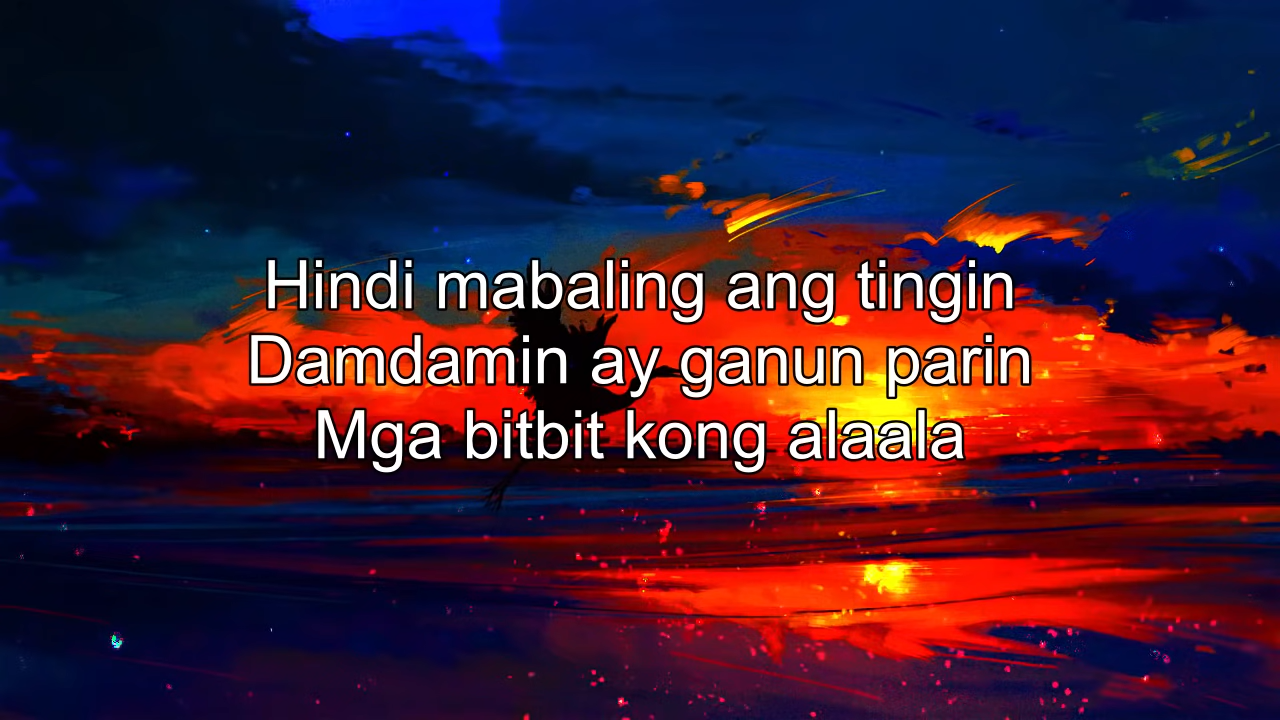 Hindi mabaling ang tingin
Damdamin ay ganun parin
Mga bitbit kong alaala